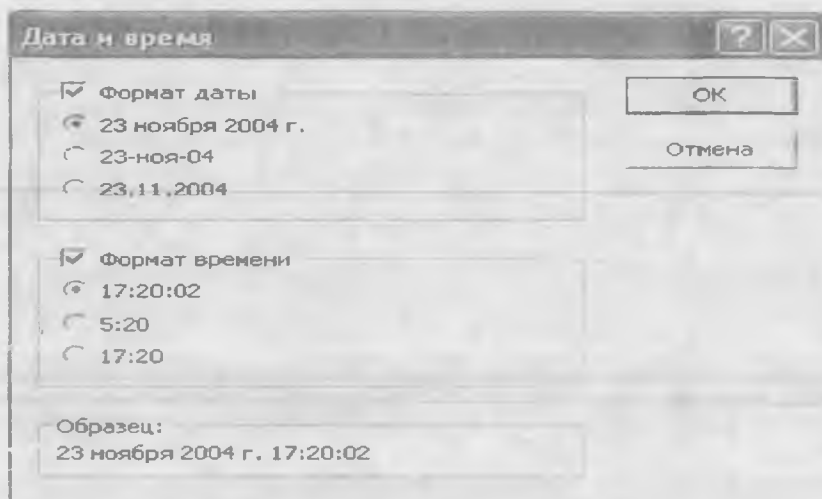 Дата и время
Формат даты
23 ноября 2004 г.
23-ноя-04
23.11.2004
Формат времени
17:20:02
5:20
17:20
Образец:
23 ноября 2004 г. 17:20:02
OK
Отмена